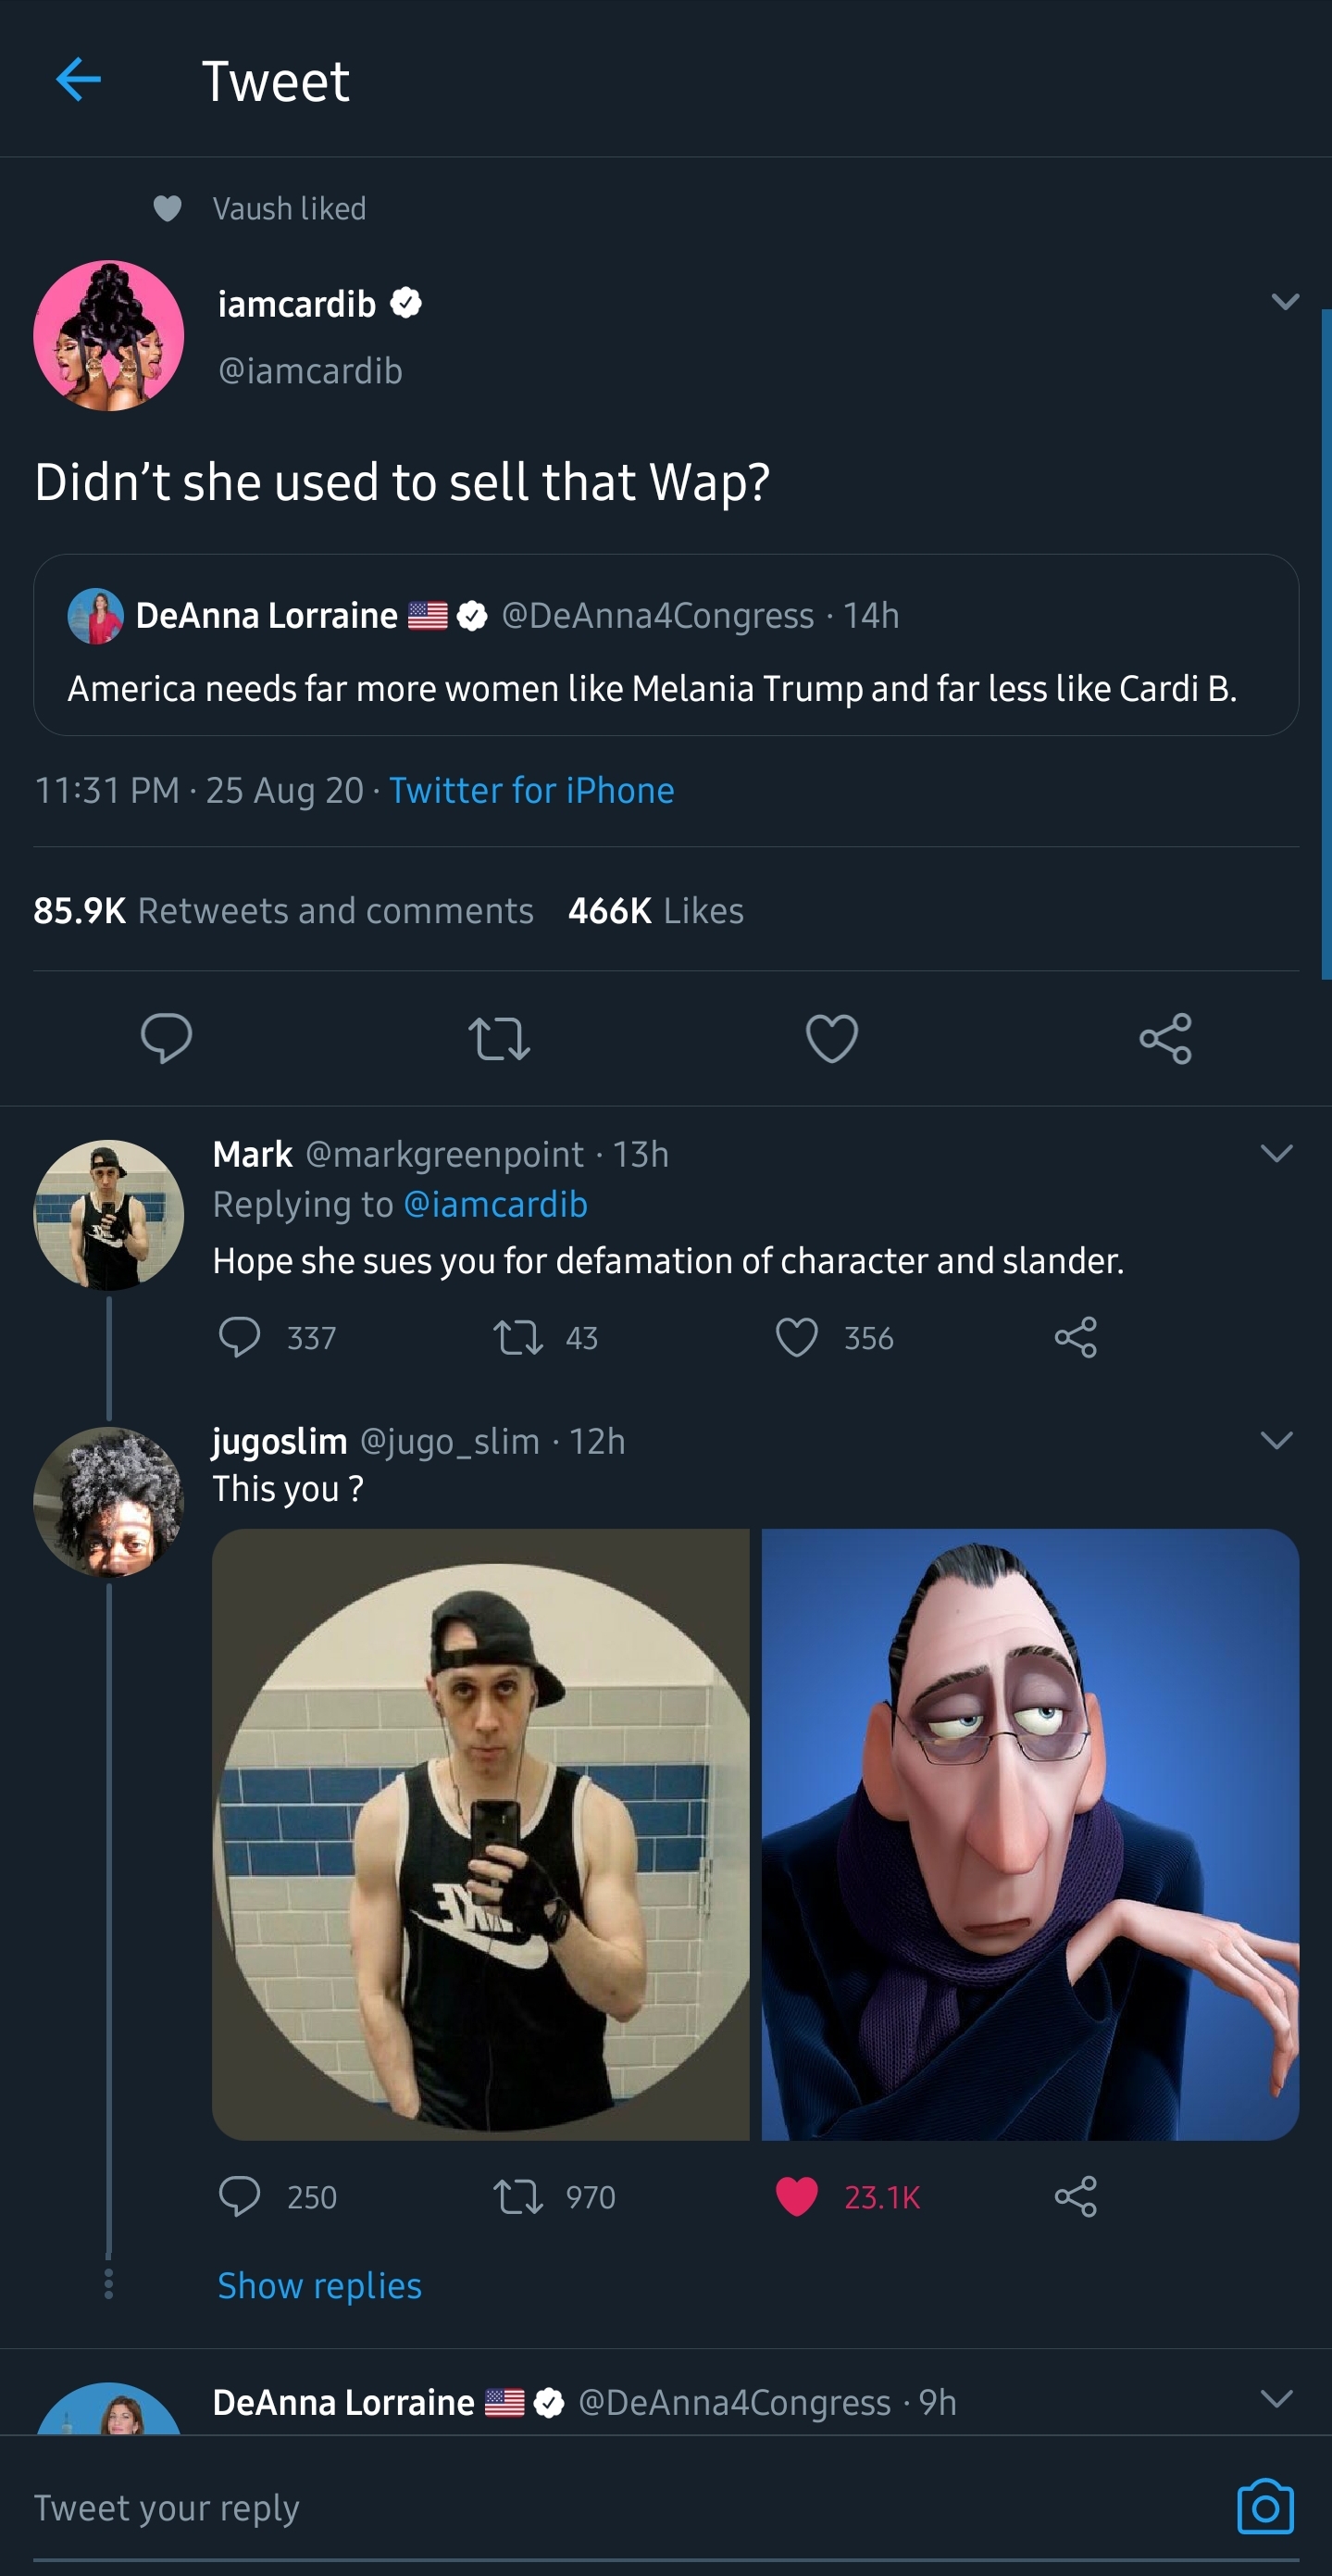 Tweet
Vaush liked
iamcardib
@iamcardib
Didn’t she used to sell that Wap?
DeAnna Lorraine 🇺🇸 @DeAnna4Congress · 14h
America needs far more women like Melania Trump and far less like Cardi B.
11:31 PM · 25 Aug 20 · Twitter for iPhone
85.9K Retweets and comments 466K Likes
Mark @markgreenpoint · 13h
Replying to @iamcardib
Hope she sues you for defamation of character and slander.
337 43 356
jugoslim @jugo_slim · 12h
This you ?
NIKE
250 970 23.1K
Show replies
DeAnna Lorraine 🇺🇸 @DeAnna4Congress · 9h
Tweet your reply